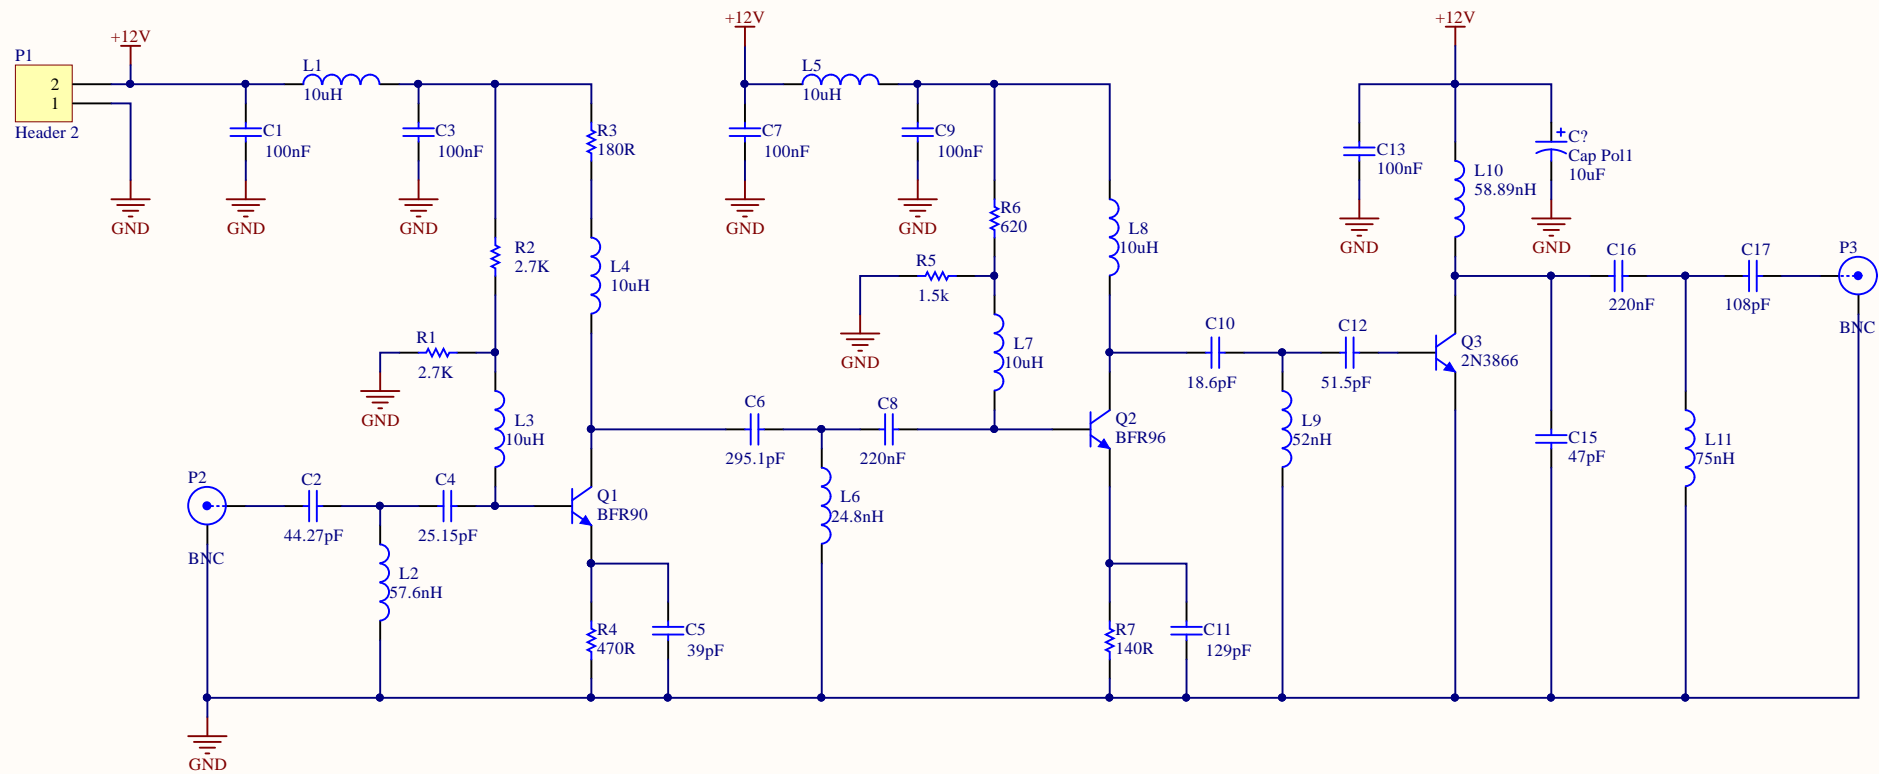 +12V
P1
2
1
Header 2
GND
C1
100nF
GND
L1
10uH
C3
100nF
GND
R3
180R
R2
2.7K
L4
10uH
R1
2.7K
GND
L3
10uH
P2
BNC
C2
44.27pF
C4
25.15pF
L2
57.6nH
Q1
BFR90
R4
470R
C5
39pF
GND
+12V
L5
10uH
C7
100nF
GND
C9
100nF
GND
R6
620
R5
1.5k
GND
L8
10uH
L7
10uH
C6
295.1pF
C8
220nF
L6
24.8nH
Q2
BFR96
R7
140R
C11
129pF
C10
18.6pF
C12
51.5pF
L9
52nH
+12V
C13
100nF
GND
L10
58.89nH
+
C?
Cap Pol1
10uF
GND
Q3
2N3866
C16
220nF
C17
108pF
P3
BNC
C15
47pF
L11
75nH